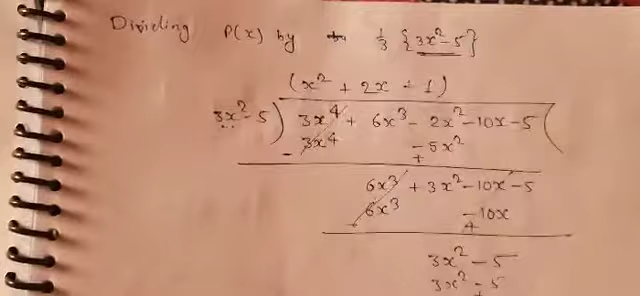 Dividing P(x) by 1/3 {3x² - 5}
(x² + 2x + 1)
3x² - 5) 3x⁴ + 6x³ - 2x² - 10x - 5 (
- 3x⁴ - 5x²
+
6x³ + 3x² - 10x - 5
- 6x³ - 10x
+
3x² - 5
3x² - 5
+